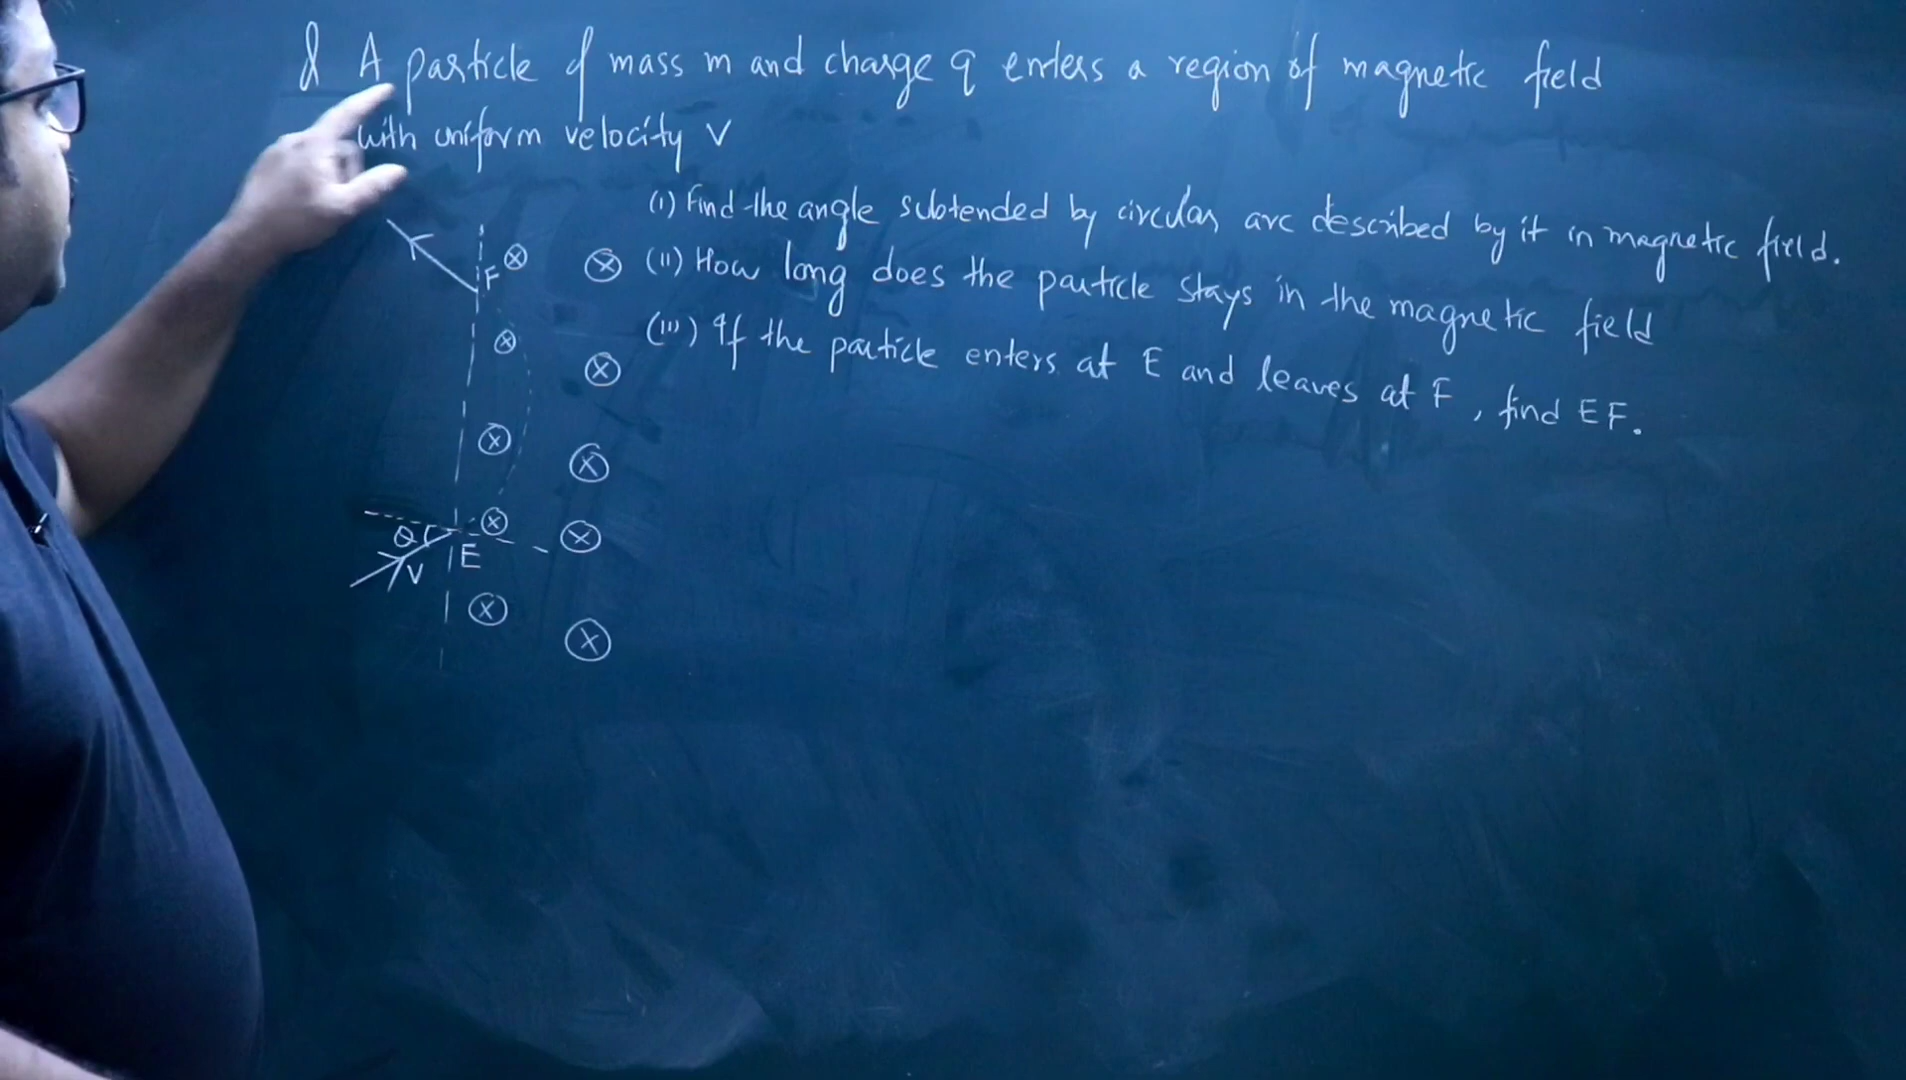 Q A particle of mass m and charge q enters a region of magnetic field
with uniform velocity v
(i) Find the angle subtended by circular arc described by it in magnetic field.
(ii) How long does the particle stays in the magnetic field
(iii) If the particle enters at E and leaves at F, find EF.
F
θ
E
v